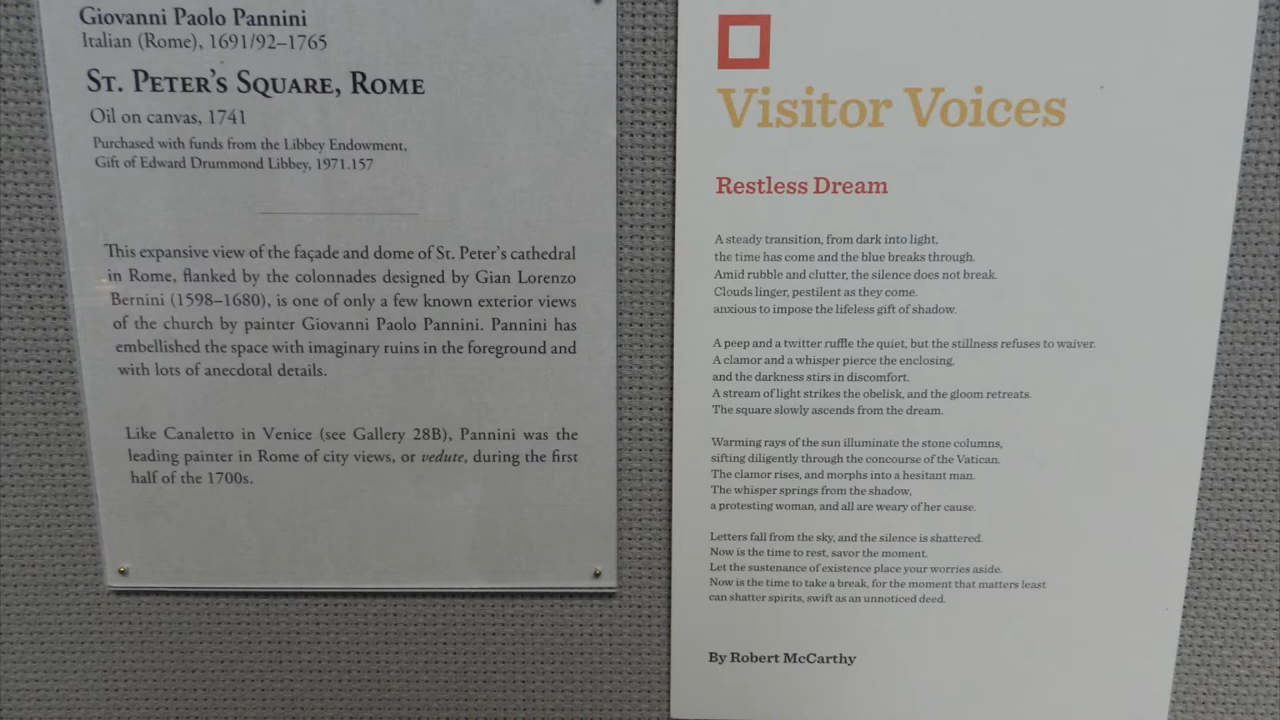 Giovanni Paolo Pannini
Italian (Rome), 1691/92–1765
St. Peter's Square, Rome
Oil on canvas, 1741
Purchased with funds from the Libbey Endowment,
Gift of Edward Drummond Libbey, 1971.157
This expansive view of the façade and dome of St. Peter's cathedral
in Rome, flanked by the colonnades designed by Gian Lorenzo
Bernini (1598–1680), is one of only a few known exterior views
of the church by painter Giovanni Paolo Pannini. Pannini has
embellished the space with imaginary ruins in the foreground and
with lots of anecdotal details.
Like Canaletto in Venice (see Gallery 28B), Pannini was the
leading painter in Rome of city views, or vedute, during the first
half of the 1700s.
Visitor Voices
Restless Dream
A steady transition, from dark into light,
the time has come and the blue breaks through.
Amid rubble and clutter, the silence does not break.
Clouds linger, pestilent as they come.
anxious to impose the lifeless gift of shadow.
A peep and a twitter ruffle the quiet, but the stillness refuses to waiver.
A clamor and a whisper pierce the enclosing,
and the darkness stirs in discomfort.
A stream of light strikes the obelisk, and the gloom retreats.
The square slowly ascends from the dream.
Warming rays of the sun illuminate the stone columns,
sifting diligently through the concourse of the Vatican.
The clamor rises, and morphs into a hesitant man.
The whisper springs from the shadow,
a protesting woman, and all are weary of her cause.
Letters fall from the sky, and the silence is shattered.
Now is the time to rest, savor the moment.
Let the sustenance of existence place your worries aside.
Now is the time to take a break, for the moment that matters least
can shatter spirits, swift as an unnoticed deed.
By Robert McCarthy